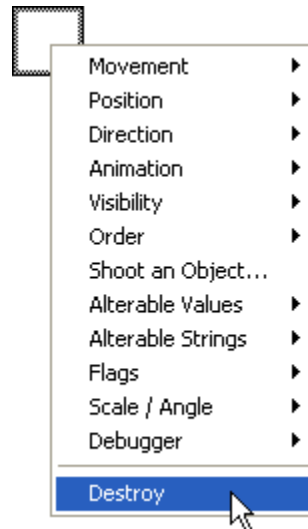 Movement
Position
Direction
Animation
Visibility
Order
Shoot an Object...
Alterable Values
Alterable Strings
Flags
Scale / Angle
Debugger
Destroy